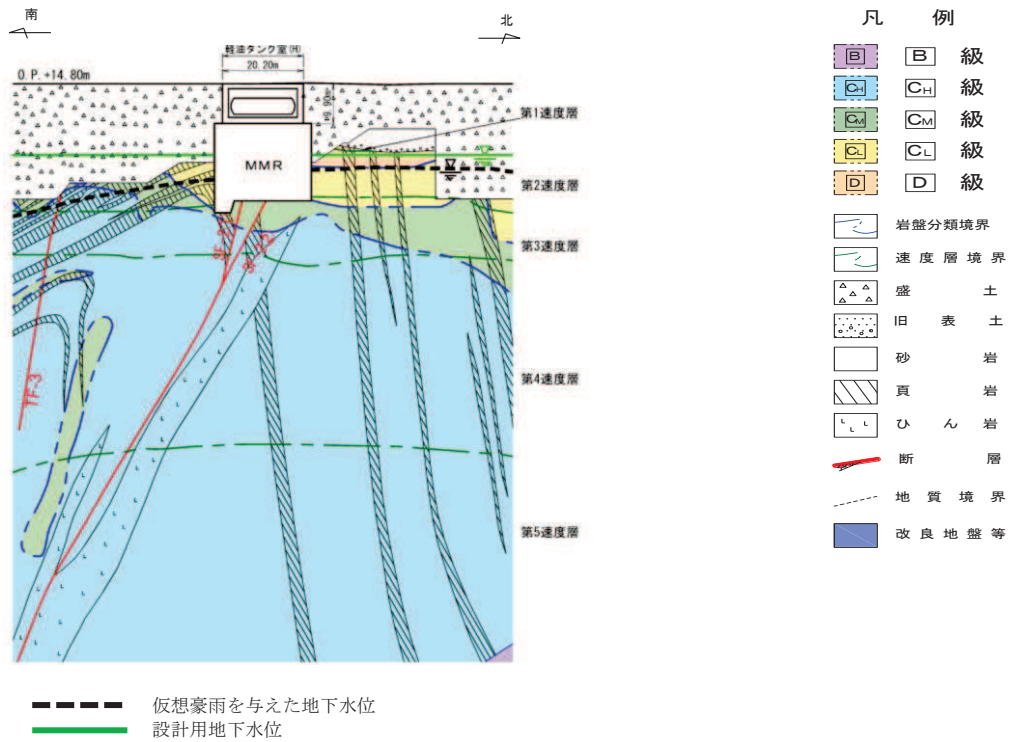 南
北
軽油タンク室(H)
20.20m
O.P.+14.80m
9.90m
第1速度層
MMR
第2速度層
第3速度層
第4速度層
第5速度層
TF-3
凡 例
B B 級
CH CH 級
CM CM 級
CL CL 級
D D 級
岩盤分類境界
速度層境界
盛土
旧表土
砂岩
頁岩
ひん岩
断層
地質境界
改良地盤等
仮想豪雨を与えた地下水位
設計用地下水位